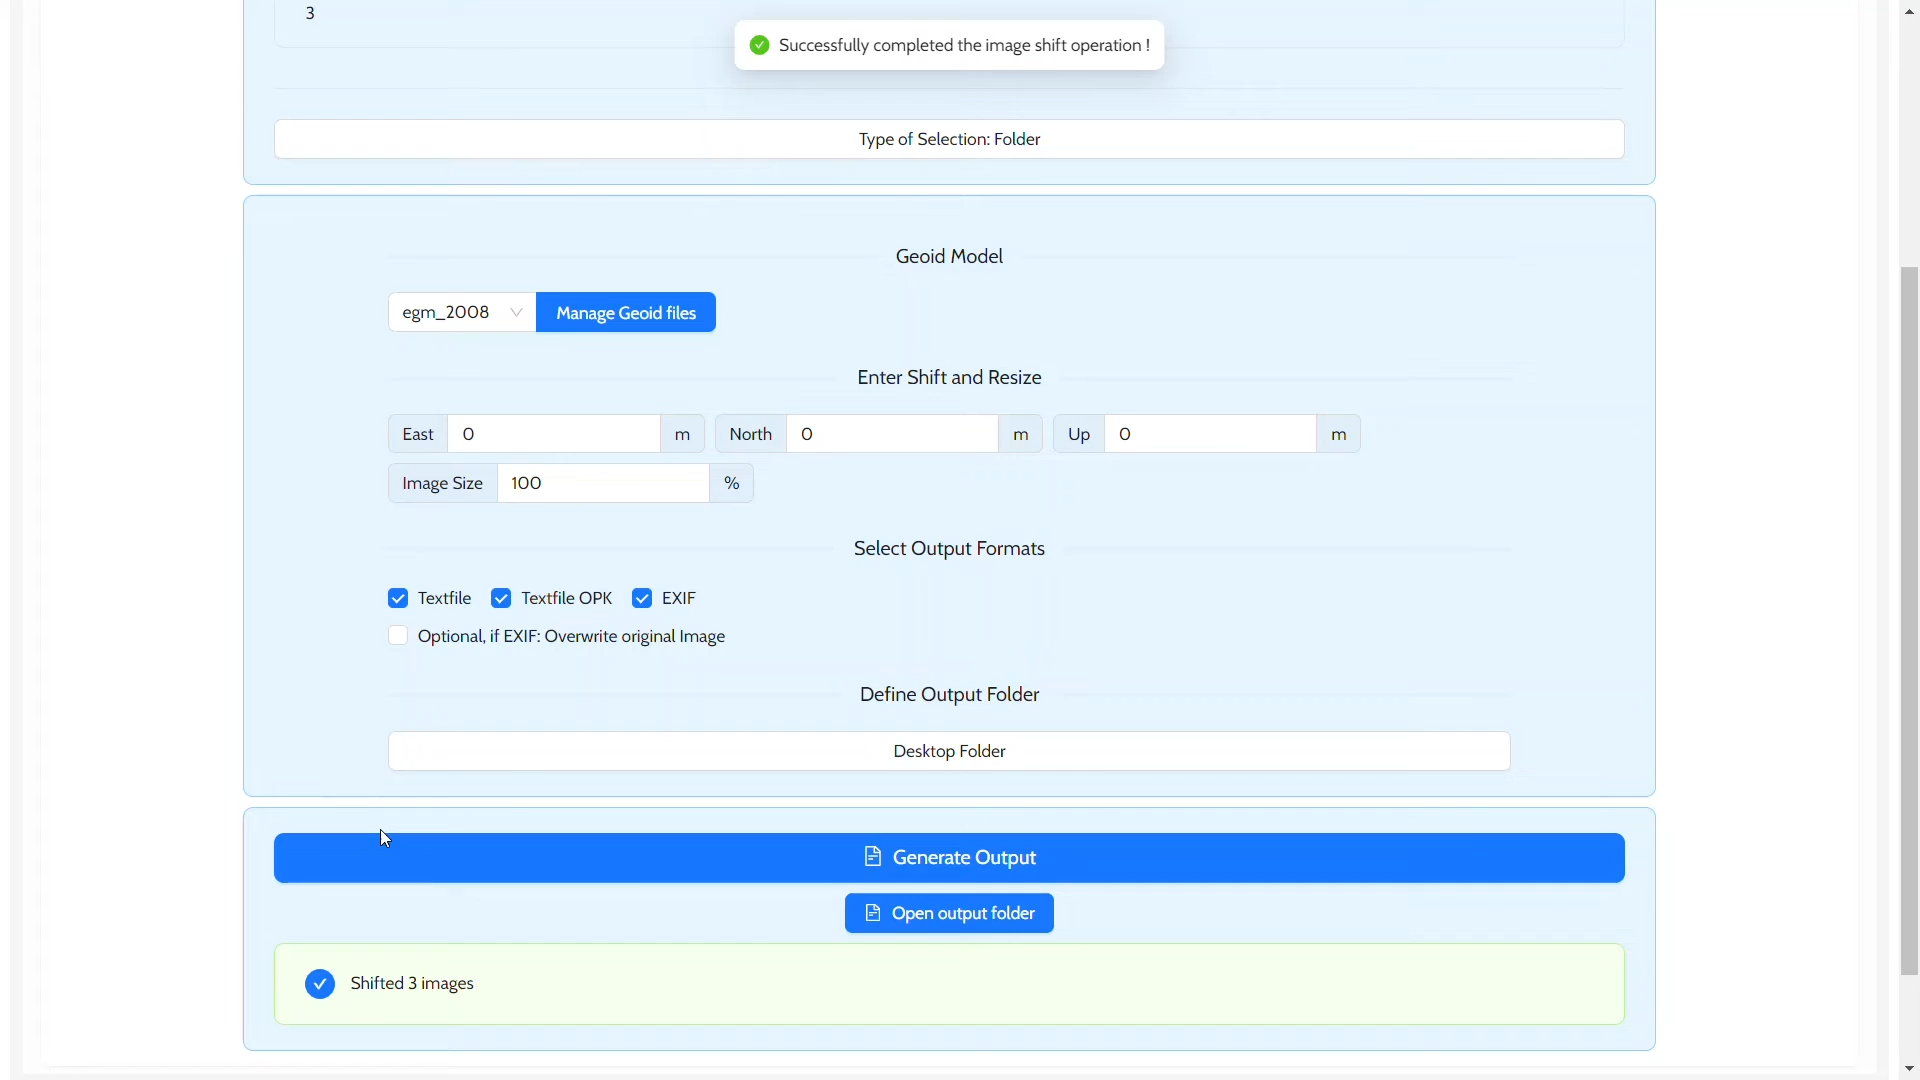 3
Successfully completed the image shift operation !
Type of Selection: Folder
Geoid Model
egm_2008 Manage Geoid files
Enter Shift and Resize
East 0 m North 0 m Up 0 m
Image Size 100 %
Select Output Formats
Textfile Textfile OPK EXIF
Optional, if EXIF: Overwrite original Image
Define Output Folder
Desktop Folder
Generate Output
Open output folder
Shifted 3 images